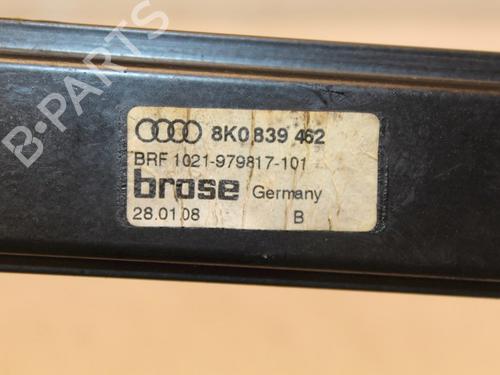 B-PARTS
8K0 839 462
BRF 1021-979817-101
brose Germany
28.01.08 B